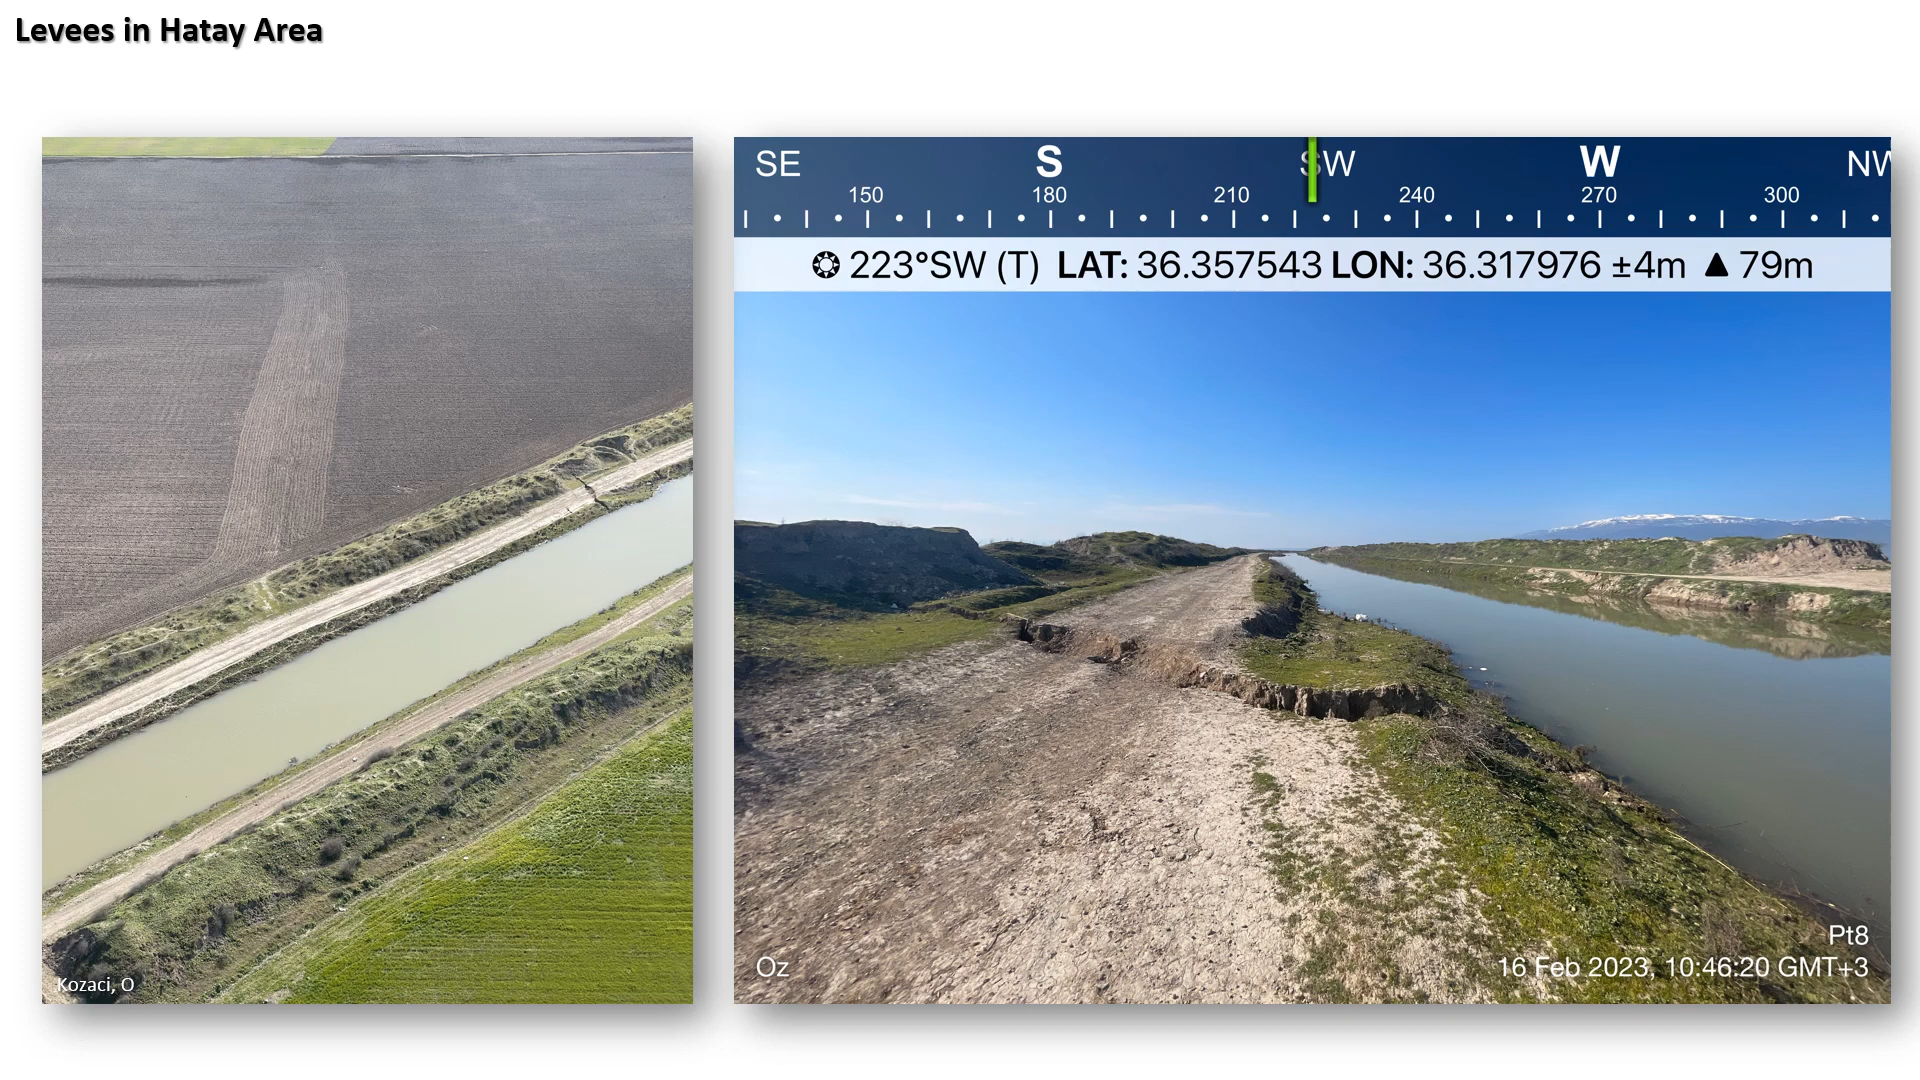 Levees in Hatay Area
Kozaci, O
SE S SW W NW
150 180 210 240 270 300
223°SW (T) LAT: 36.357543 LON: 36.317976 ±4m ▲ 79m
Pt8
Oz
16 Feb 2023, 10:46:20 GMT+3